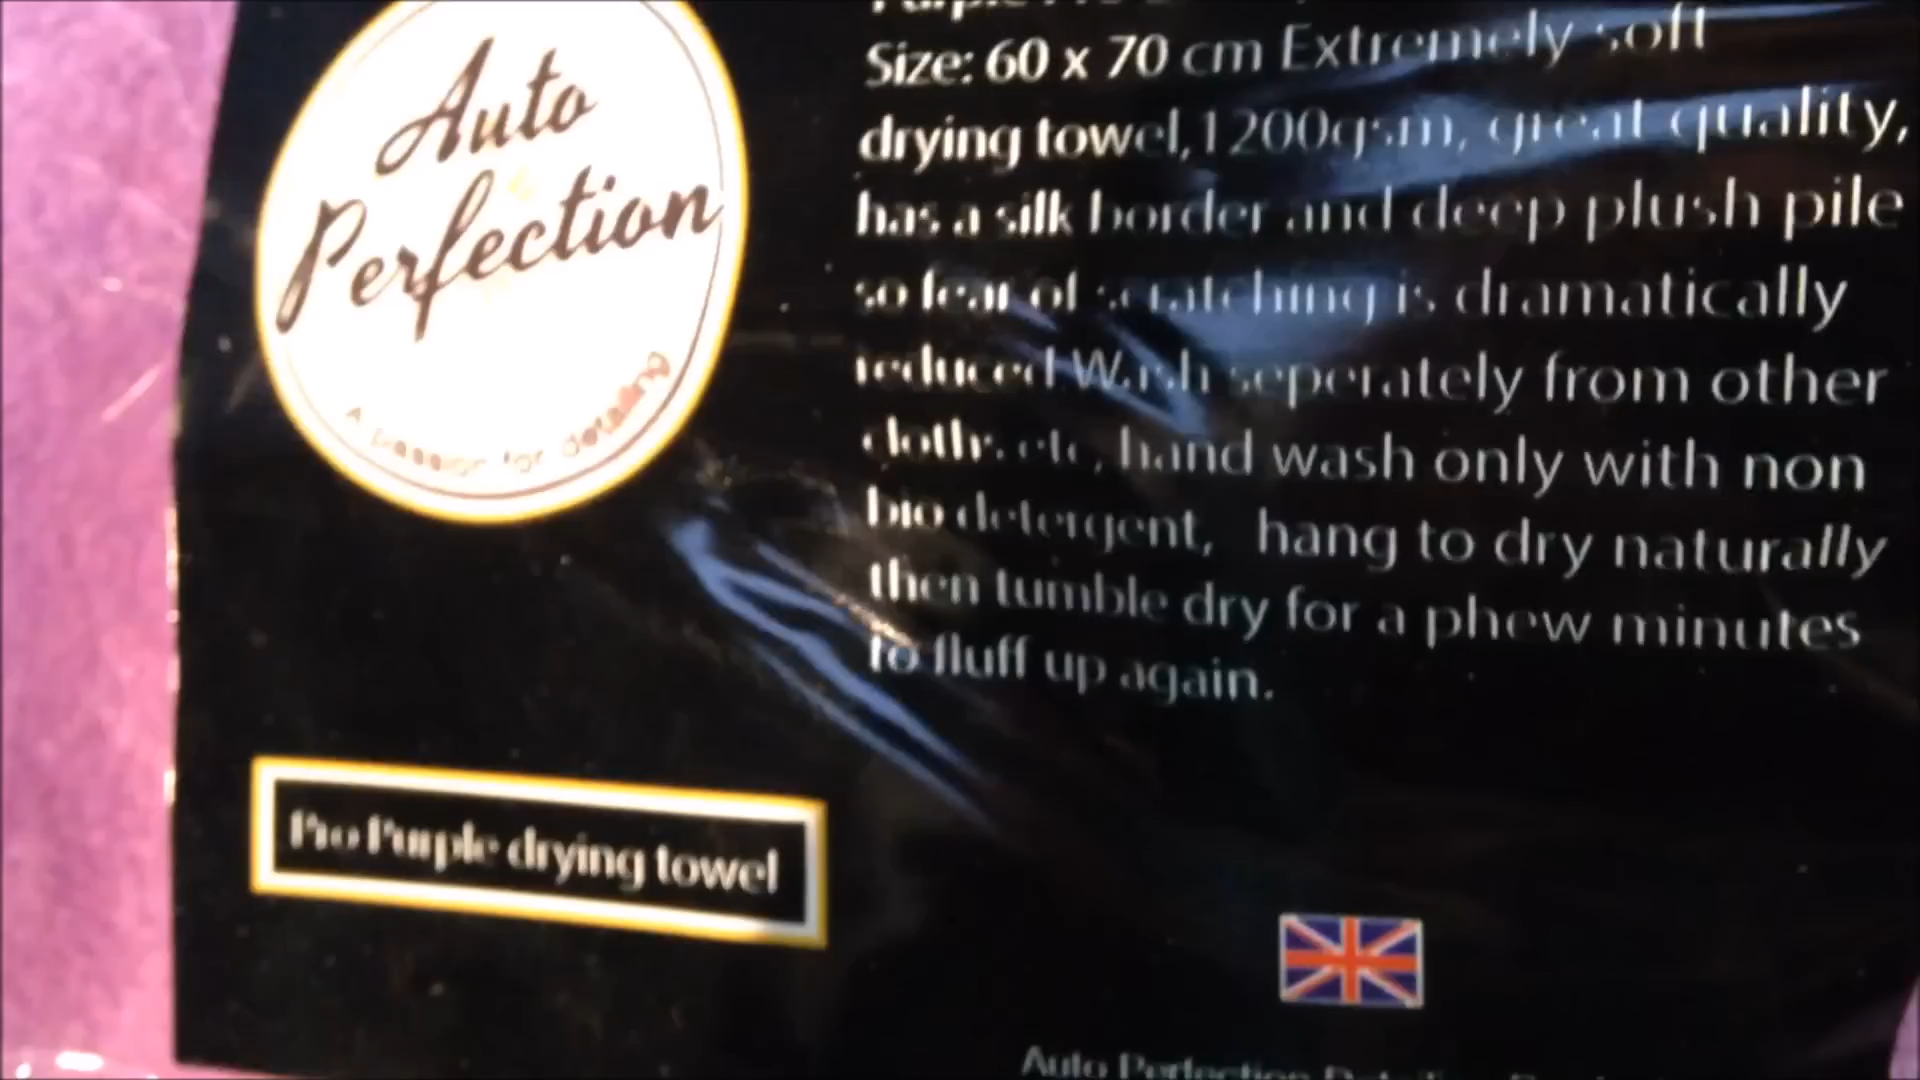 Auto
Perfection
A passion for detailing
Purple
Size: 60 x 70 cm Extremely soft
drying towel,1200gsm, great quality,
has a silk border and deep plush pile
so fear of scratching is dramatically
reduced Wash seperately from other
cloths etc, hand wash only with non
bio detergent, hang to dry naturally
then tumble dry for a phew minutes
to fluff up again.
Pro Purple drying towel
Auto Perfection